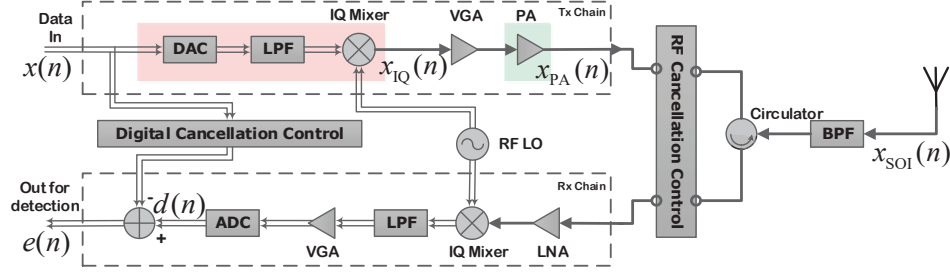 Data In
IQ Mixer
VGA
PA
Tx Chain
x(n)
DAC
LPF
x_IQ(n)
x_PA(n)
RF Cancellation Control
Circulator
BPF
x_SOI(n)
Digital Cancellation Control
RF LO
Rx Chain
Out for detection
e(n)
-
d(n)
+
ADC
VGA
LPF
IQ Mixer
LNA